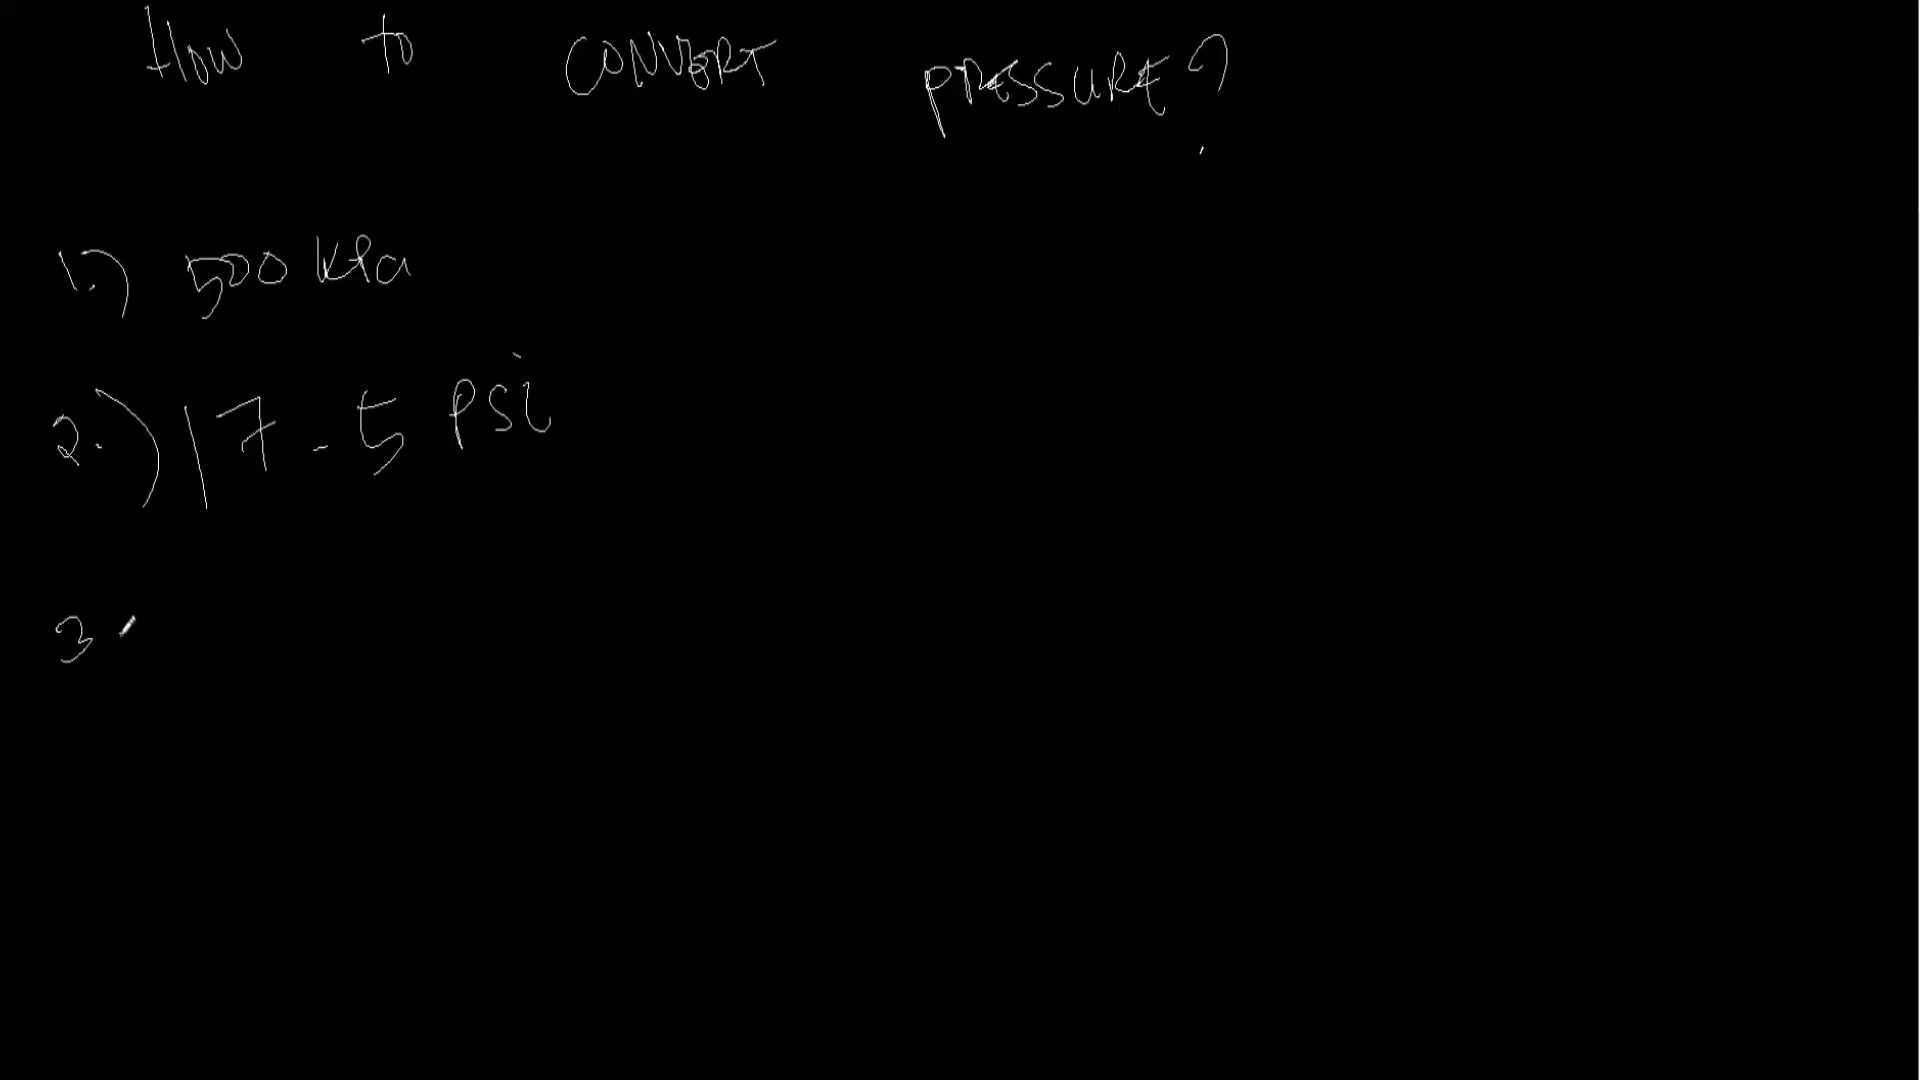 How to CONVERT PRESSURE?
1.) 500 kPa
2.) 17.5 psi
3.